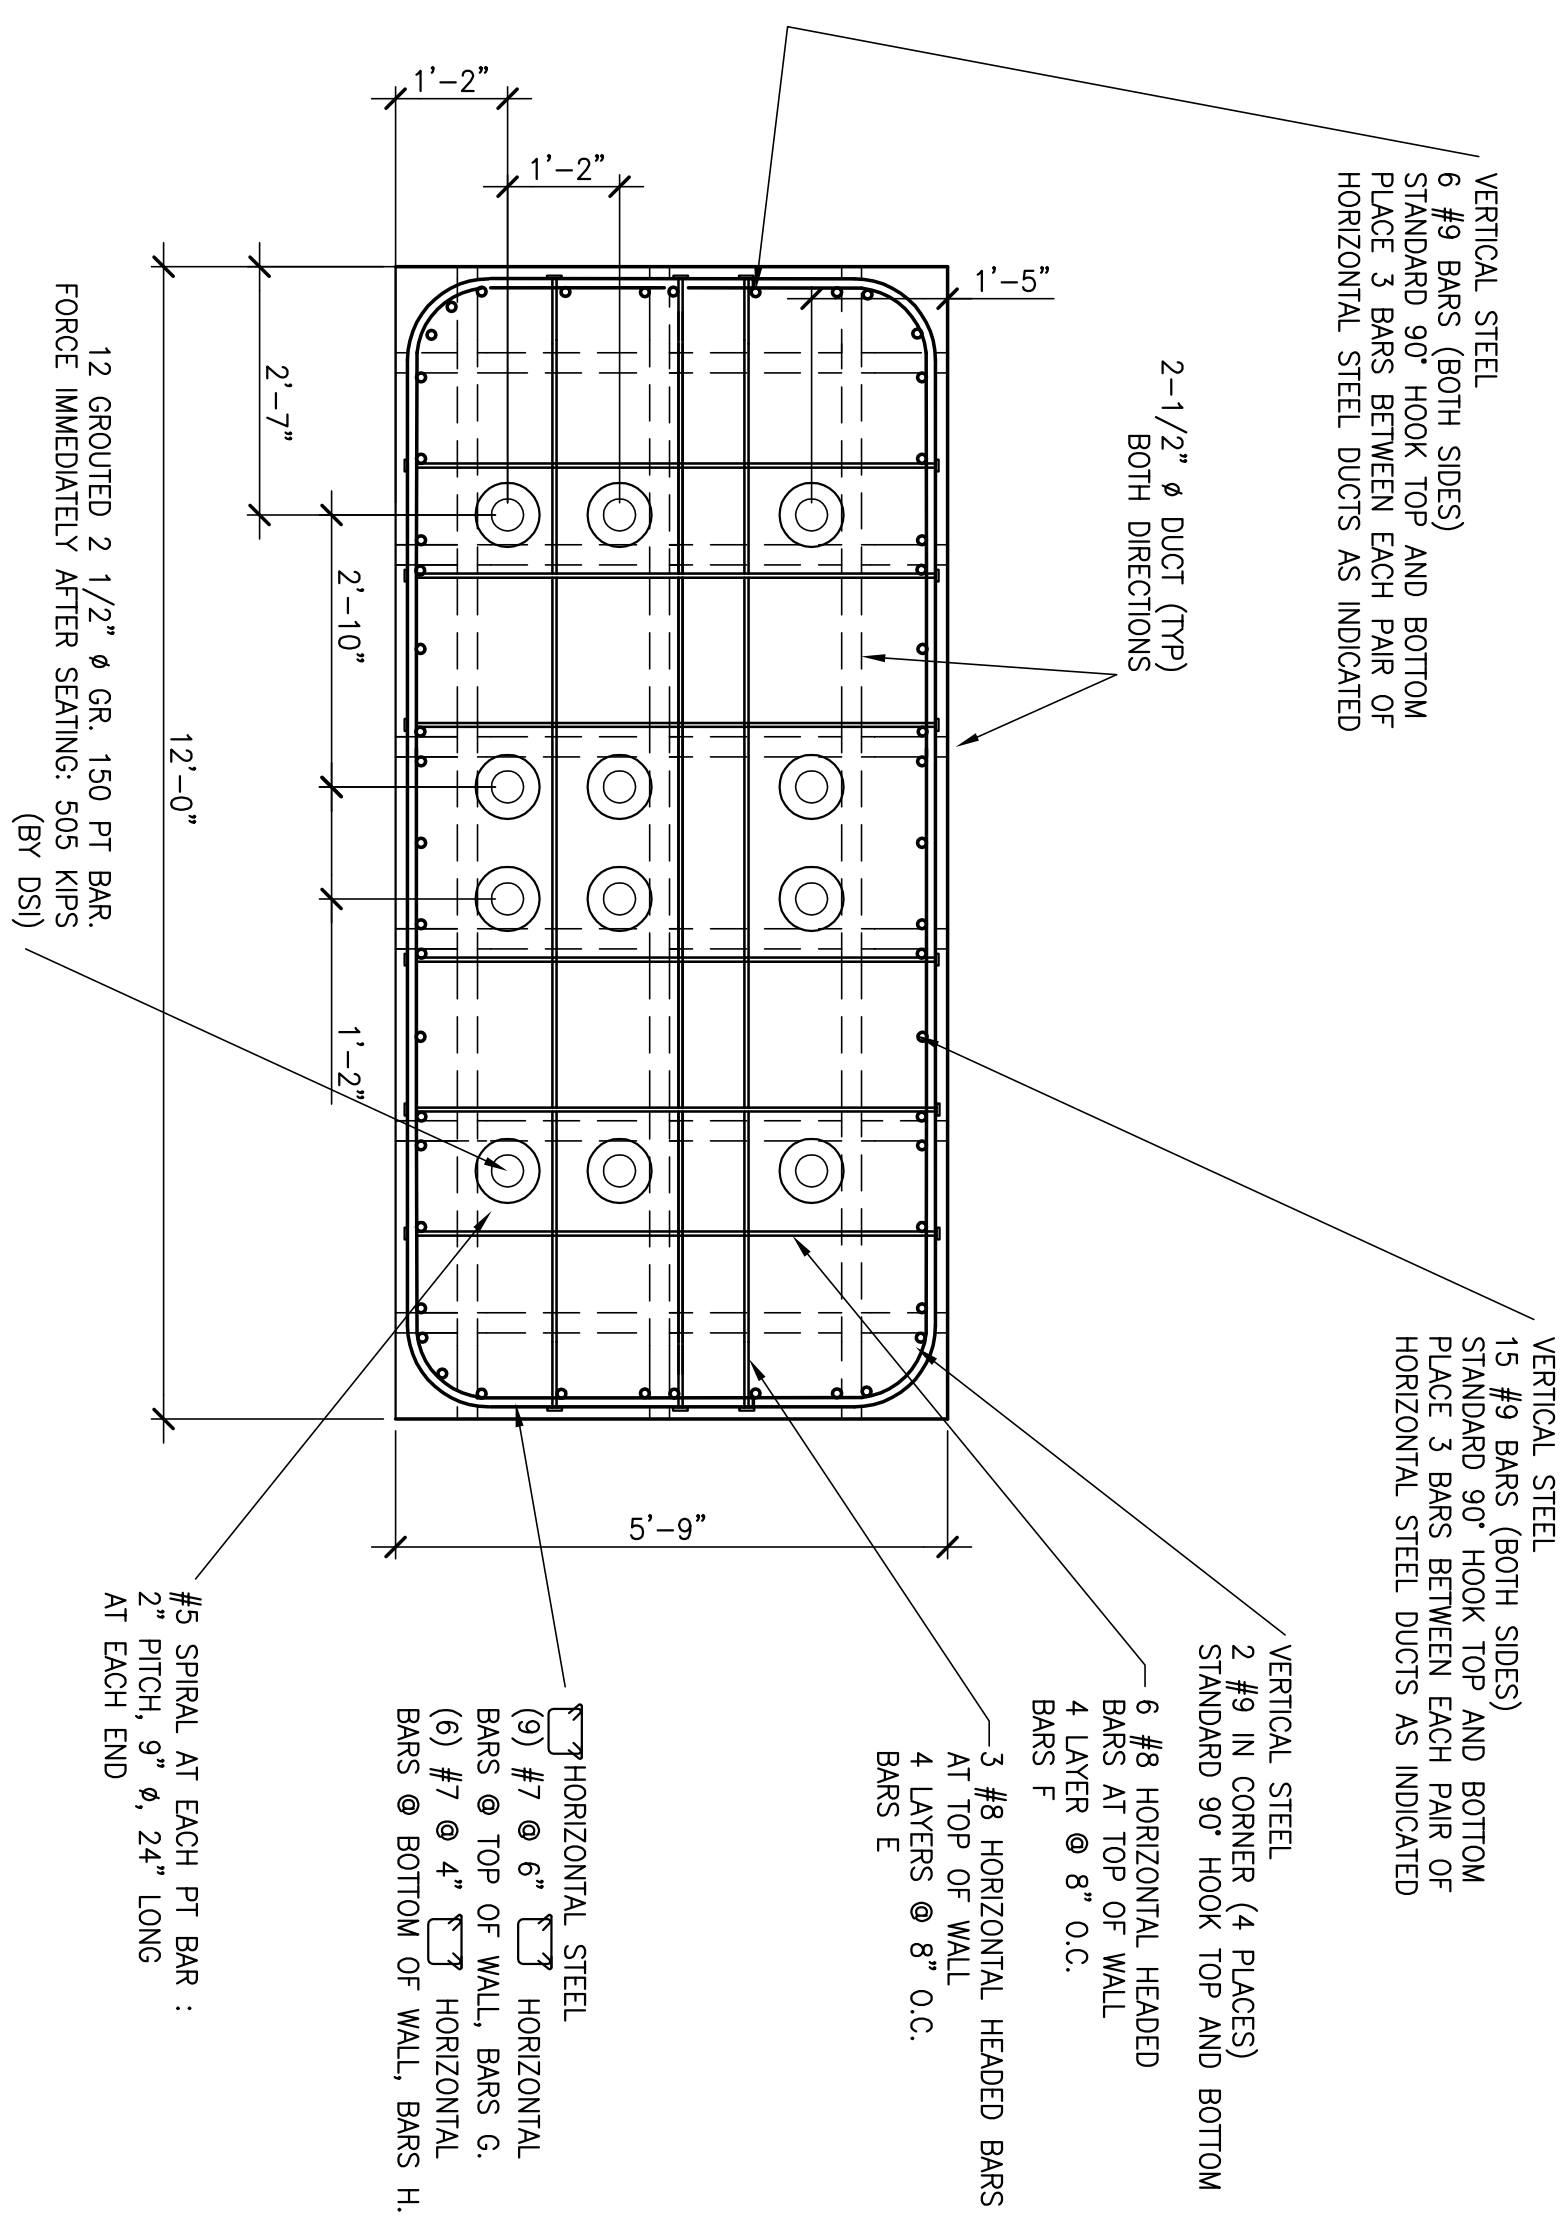 VERTICAL STEEL
6 #9 BARS (BOTH SIDES)
STANDARD 90° HOOK TOP AND BOTTOM
PLACE 3 BARS BETWEEN EACH PAIR OF
HORIZONTAL STEEL DUCTS AS INDICATED
VERTICAL STEEL
15 #9 BARS (BOTH SIDES)
STANDARD 90° HOOK TOP AND BOTTOM
PLACE 3 BARS BETWEEN EACH PAIR OF
HORIZONTAL STEEL DUCTS AS INDICATED
2-1/2" ø DUCT (TYP)
BOTH DIRECTIONS
VERTICAL STEEL
2 #9 IN CORNER (4 PLACES)
STANDARD 90° HOOK TOP AND BOTTOM
6 #8 HORIZONTAL HEADED
BARS AT TOP OF WALL
4 LAYER @ 8" O.C.
BARS F
3 #8 HORIZONTAL HEADED BARS
AT TOP OF WALL
4 LAYERS @ 8" O.C.
BARS E
HORIZONTAL STEEL
(9) #7 @ 6" HORIZONTAL
BARS @ TOP OF WALL, BARS G.
(6) #7 @ 4" HORIZONTAL
BARS @ BOTTOM OF WALL, BARS H.
#5 SPIRAL AT EACH PT BAR :
2" PITCH, 9" ø, 24" LONG
AT EACH END
12 GROUTED 2 1/2" ø GR. 150 PT BAR.
FORCE IMMEDIATELY AFTER SEATING: 505 KIPS
(BY DSI)
1'-2"
1'-2"
1'-5"
2'-7"
2'-10"
1'-2"
12'-0"
5'-9"